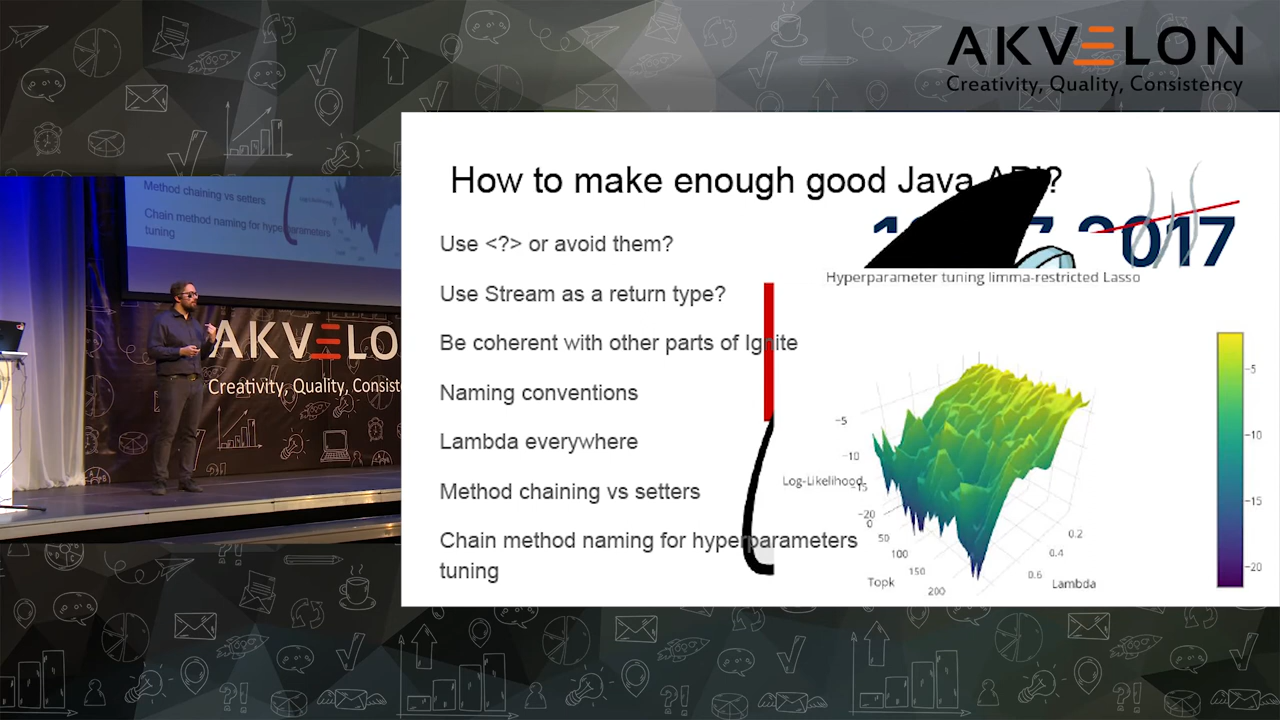 AKVELON
Creativity, Quality, Consistency
How to make enough good Java API?
2017
Use <?> or avoid them?
Hyperparameter tuning limma-restricted Lasso
Use Stream as a return type?
Be coherent with other parts of Ignite
Naming conventions
Lambda everywhere
Method chaining vs setters
Chain method naming for hyperparameters
tuning
−5
−10
−15
−20
Log-Likelihood
0
50
100
150
200
Topk
0.2
0.4
0.6
Lambda
−5
−10
−15
−20
Method chaining vs setters
Chain method naming for hyperparameters
tuning
AKVELO
Creativity, Quality, Consist